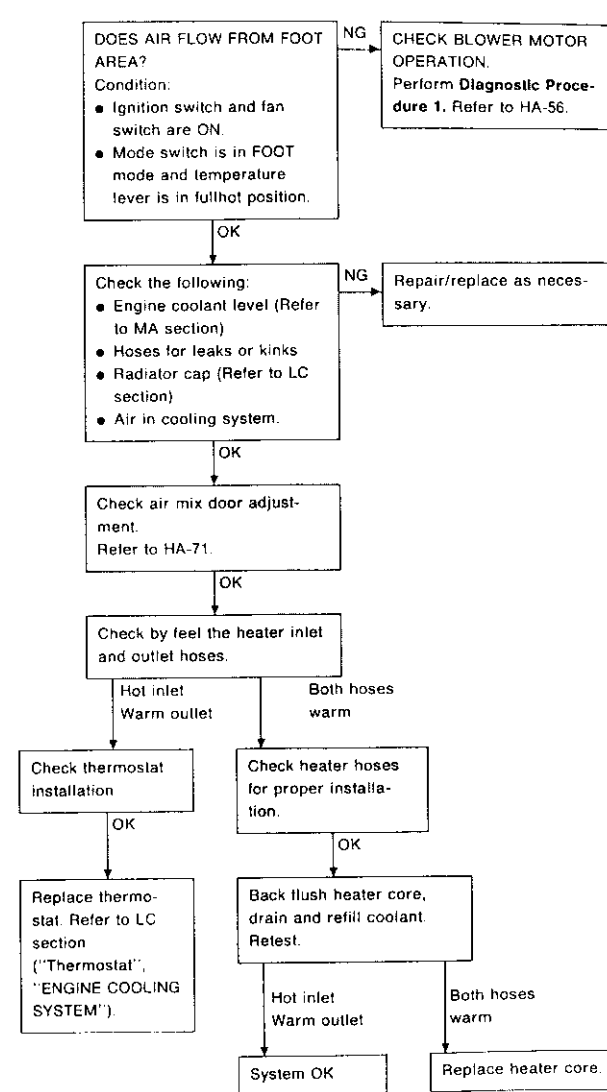 DOES AIR FLOW FROM FOOT
AREA?
Condition:
● Ignition switch and fan
switch are ON.
● Mode switch is in FOOT
mode and temperature
lever is in fullhot position.
NG
CHECK BLOWER MOTOR
OPERATION.
Perform Diagnostic Proce-
dure 1. Refer to HA-56.
OK
Check the following:
● Engine coolant level (Refer
to MA section)
● Hoses for leaks or kinks
● Radiator cap (Refer to LC
section)
● Air in cooling system.
NG
Repair/replace as neces-
sary.
OK
Check air mix door adjust-
ment.
Refer to HA-71.
OK
Check by feel the heater inlet
and outlet hoses.
Hot inlet
Warm outlet
Both hoses
warm
Check thermostat
installation
Check heater hoses
for proper installa-
tion.
OK
OK
Replace thermo-
stat. Refer to LC
section
("Thermostat",
"ENGINE COOLING
SYSTEM").
Back flush heater core,
drain and refill coolant.
Retest.
Hot inlet
Warm outlet
Both hoses
warm
System OK
Replace heater core.